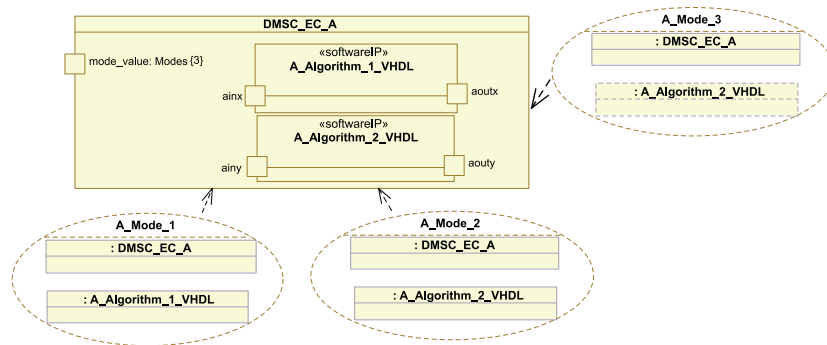 DMSC_EC_A
mode_value: Modes {3}
«softwareIP»
A_Algorithm_1_VHDL
ainx
aoutx
«softwareIP»
A_Algorithm_2_VHDL
ainy
aouty
A_Mode_3
: DMSC_EC_A
: A_Algorithm_2_VHDL
A_Mode_1
: DMSC_EC_A
: A_Algorithm_1_VHDL
A_Mode_2
: DMSC_EC_A
: A_Algorithm_2_VHDL